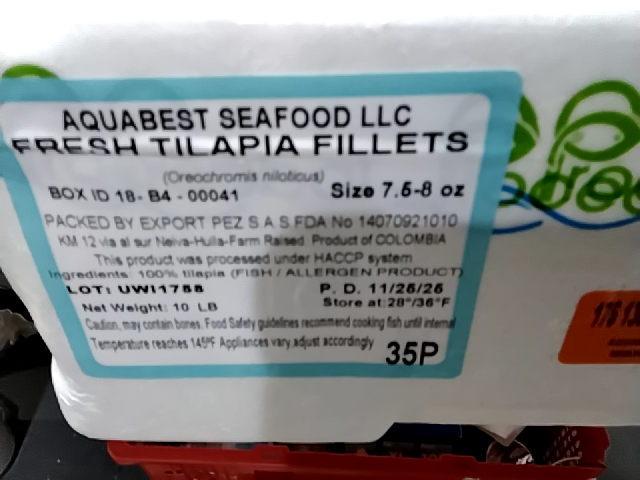 AQUABEST SEAFOOD LLC
FRESH TILAPIA FILLETS
(Oreochromis niloticus)
BOX ID 18- B4 - 00041 Size 7.5-8 oz
PACKED BY EXPORT PEZ S.A.S FDA No 14070921010
KM 12 via al sur Neiva-Huila-Farm Raised. Product of COLOMBIA
This product was processed under HACCP system
Ingredients: 100% tilapia (FISH / ALLERGEN PRODUCT)
LOT: UWI1758 P. D. 11/25/25
Net Weight: 10 LB Store at:28°/36°F
Caution, may contain bones. Food Safety guidelines recommend cooking fish until internal
Temperature reaches 145ºF Appliances vary,adjust accordingly
35P